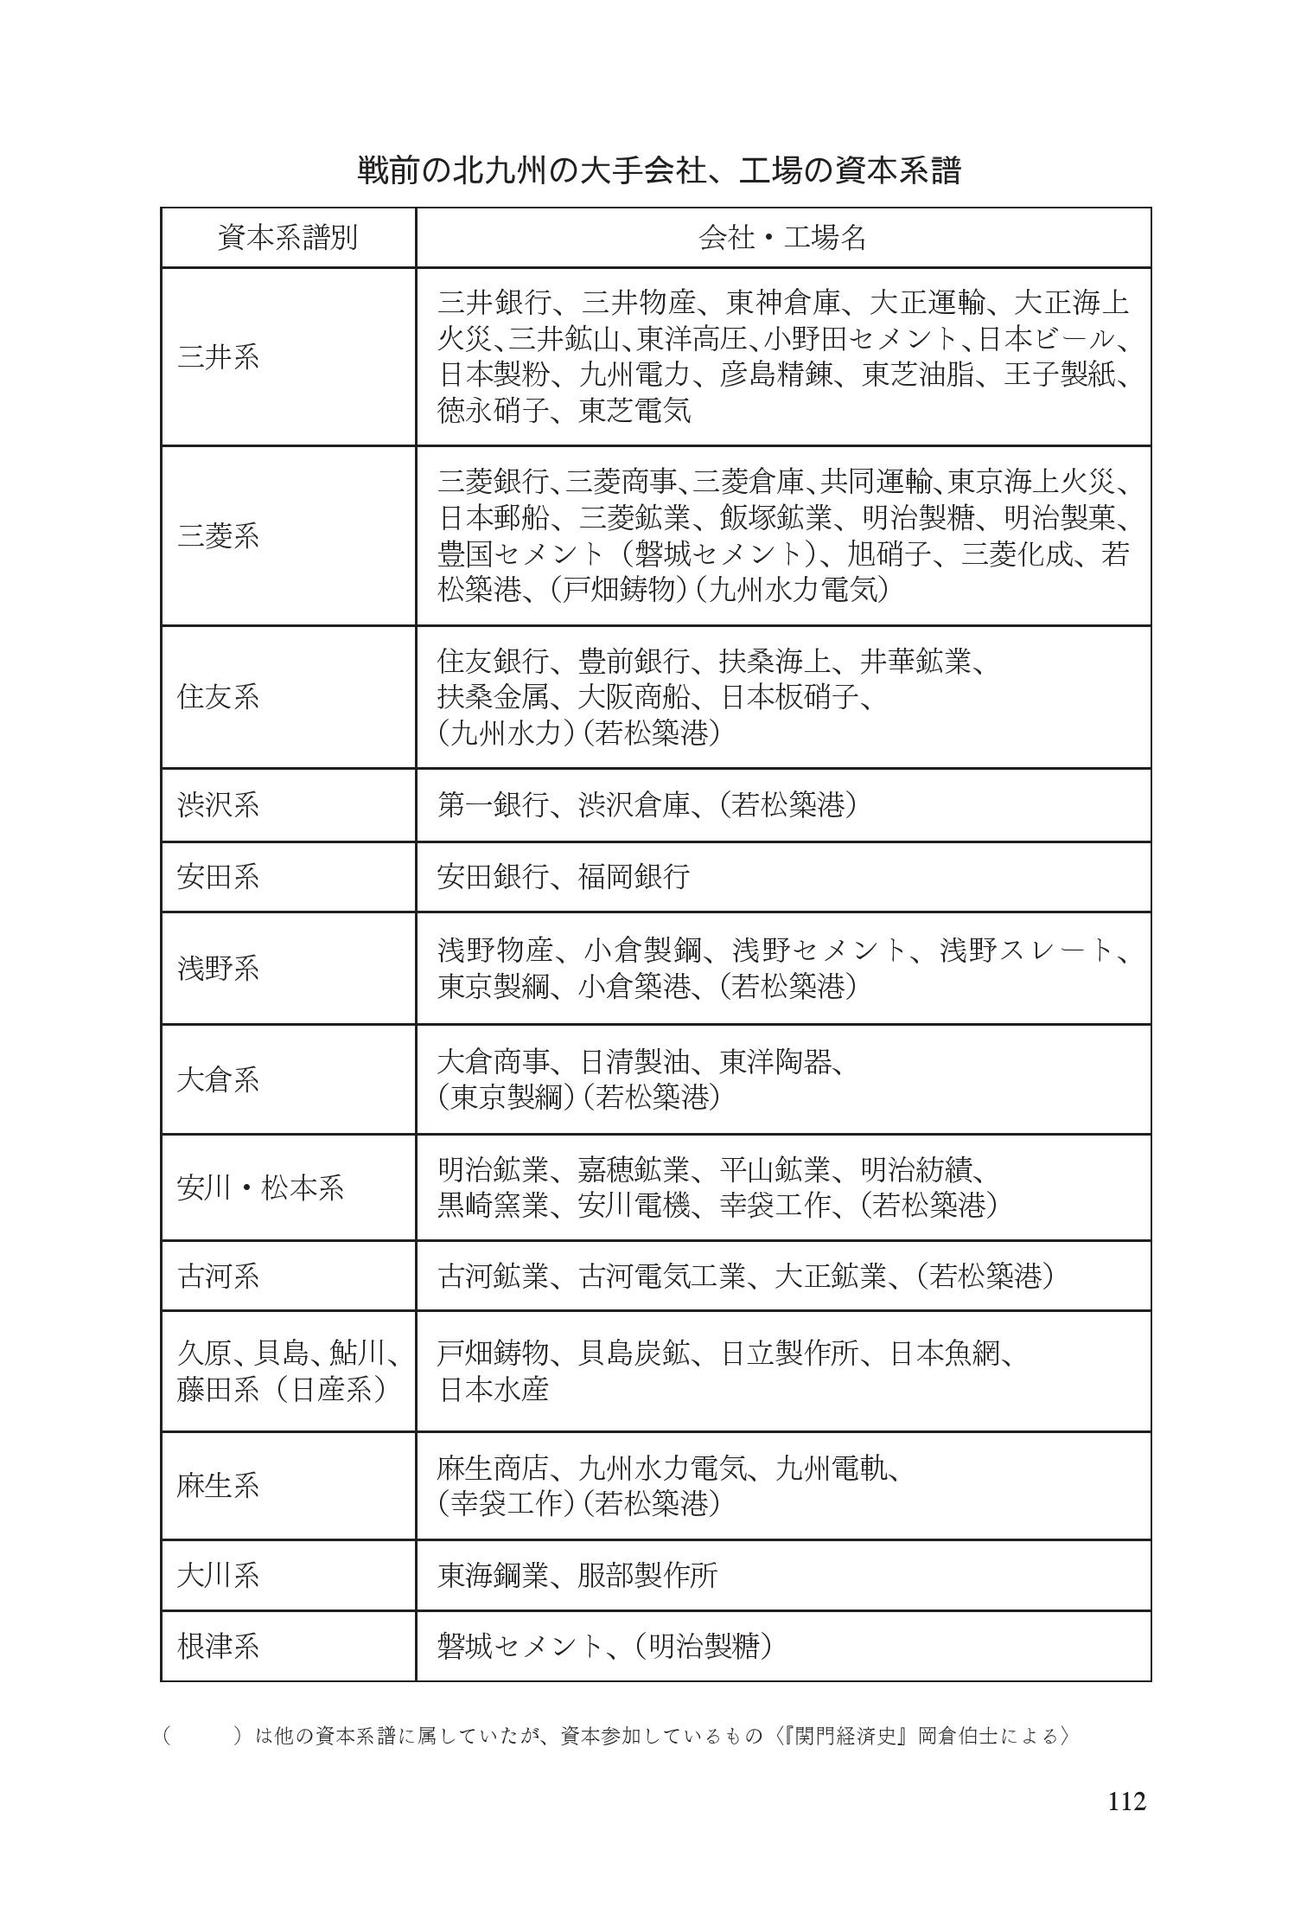 戦前の北九州の大手会社、工場の資本系譜
資本系譜別
会社・工場名
三井系
三井銀行、三井物産、東神倉庫、大正運輸、大正海上
火災、三井鉱山、東洋高圧、小野田セメント、日本ビール、
日本製粉、九州電力、彦島精錬、東芝油脂、王子製紙、
徳永硝子、東芝電気
三菱系
三菱銀行、三菱商事、三菱倉庫、共同運輸、東京海上火災、
日本郵船、三菱鉱業、飯塚鉱業、明治製糖、明治製菓、
豊国セメント（磐城セメント）、旭硝子、三菱化成、若
松築港、（戸畑鋳物）（九州水力電気）
住友系
住友銀行、豊前銀行、扶桑海上、井華鉱業、
扶桑金属、大阪商船、日本板硝子、
（九州水力）（若松築港）
渋沢系
第一銀行、渋沢倉庫、（若松築港）
安田系
安田銀行、福岡銀行
浅野系
浅野物産、小倉製鋼、浅野セメント、浅野スレート、
東京製綱、小倉築港、（若松築港）
大倉系
大倉商事、日清製油、東洋陶器、
（東京製綱）（若松築港）
安川・松本系
明治鉱業、嘉穂鉱業、平山鉱業、明治紡績、
黒崎窯業、安川電機、幸袋工作、（若松築港）
古河系
古河鉱業、古河電気工業、大正鉱業、（若松築港）
久原、貝島、鮎川、
藤田系（日産系）
戸畑鋳物、貝島炭鉱、日立製作所、日本魚網、
日本水産
麻生系
麻生商店、九州水力電気、九州電軌、
（幸袋工作）（若松築港）
大川系
東海鋼業、服部製作所
根津系
磐城セメント、（明治製糖）
（　　　）は他の資本系譜に属していたが、資本参加しているもの〈『関門経済史』岡倉伯士による〉
112